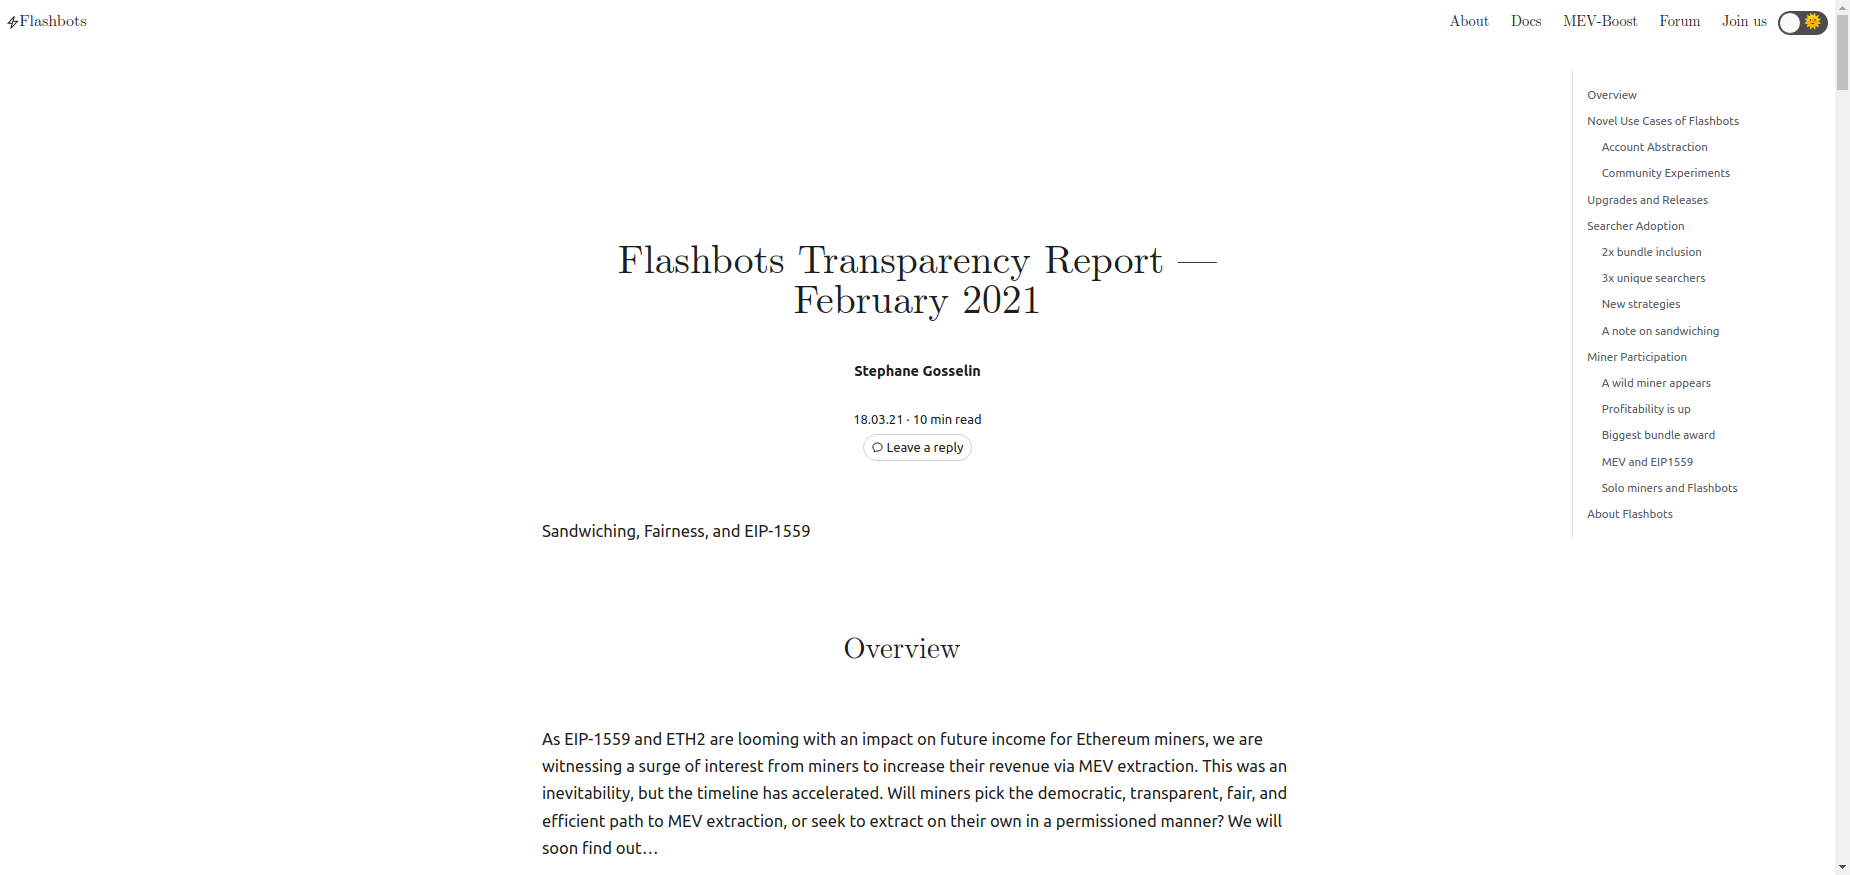 Flashbots
About Docs MEV-Boost Forum Join us
Overview
Novel Use Cases of Flashbots
Account Abstraction
Community Experiments
Upgrades and Releases
Searcher Adoption
2x bundle inclusion
3x unique searchers
New strategies
A note on sandwiching
Miner Participation
A wild miner appears
Profitability is up
Biggest bundle award
MEV and EIP1559
Solo miners and Flashbots
About Flashbots
Flashbots Transparency Report —
February 2021
Stephane Gosselin
18.03.21 · 10 min read
Leave a reply
Sandwiching, Fairness, and EIP-1559
Overview
As EIP-1559 and ETH2 are looming with an impact on future income for Ethereum miners, we are
witnessing a surge of interest from miners to increase their revenue via MEV extraction. This was an
inevitability, but the timeline has accelerated. Will miners pick the democratic, transparent, fair, and
efficient path to MEV extraction, or seek to extract on their own in a permissioned manner? We will
soon find out…